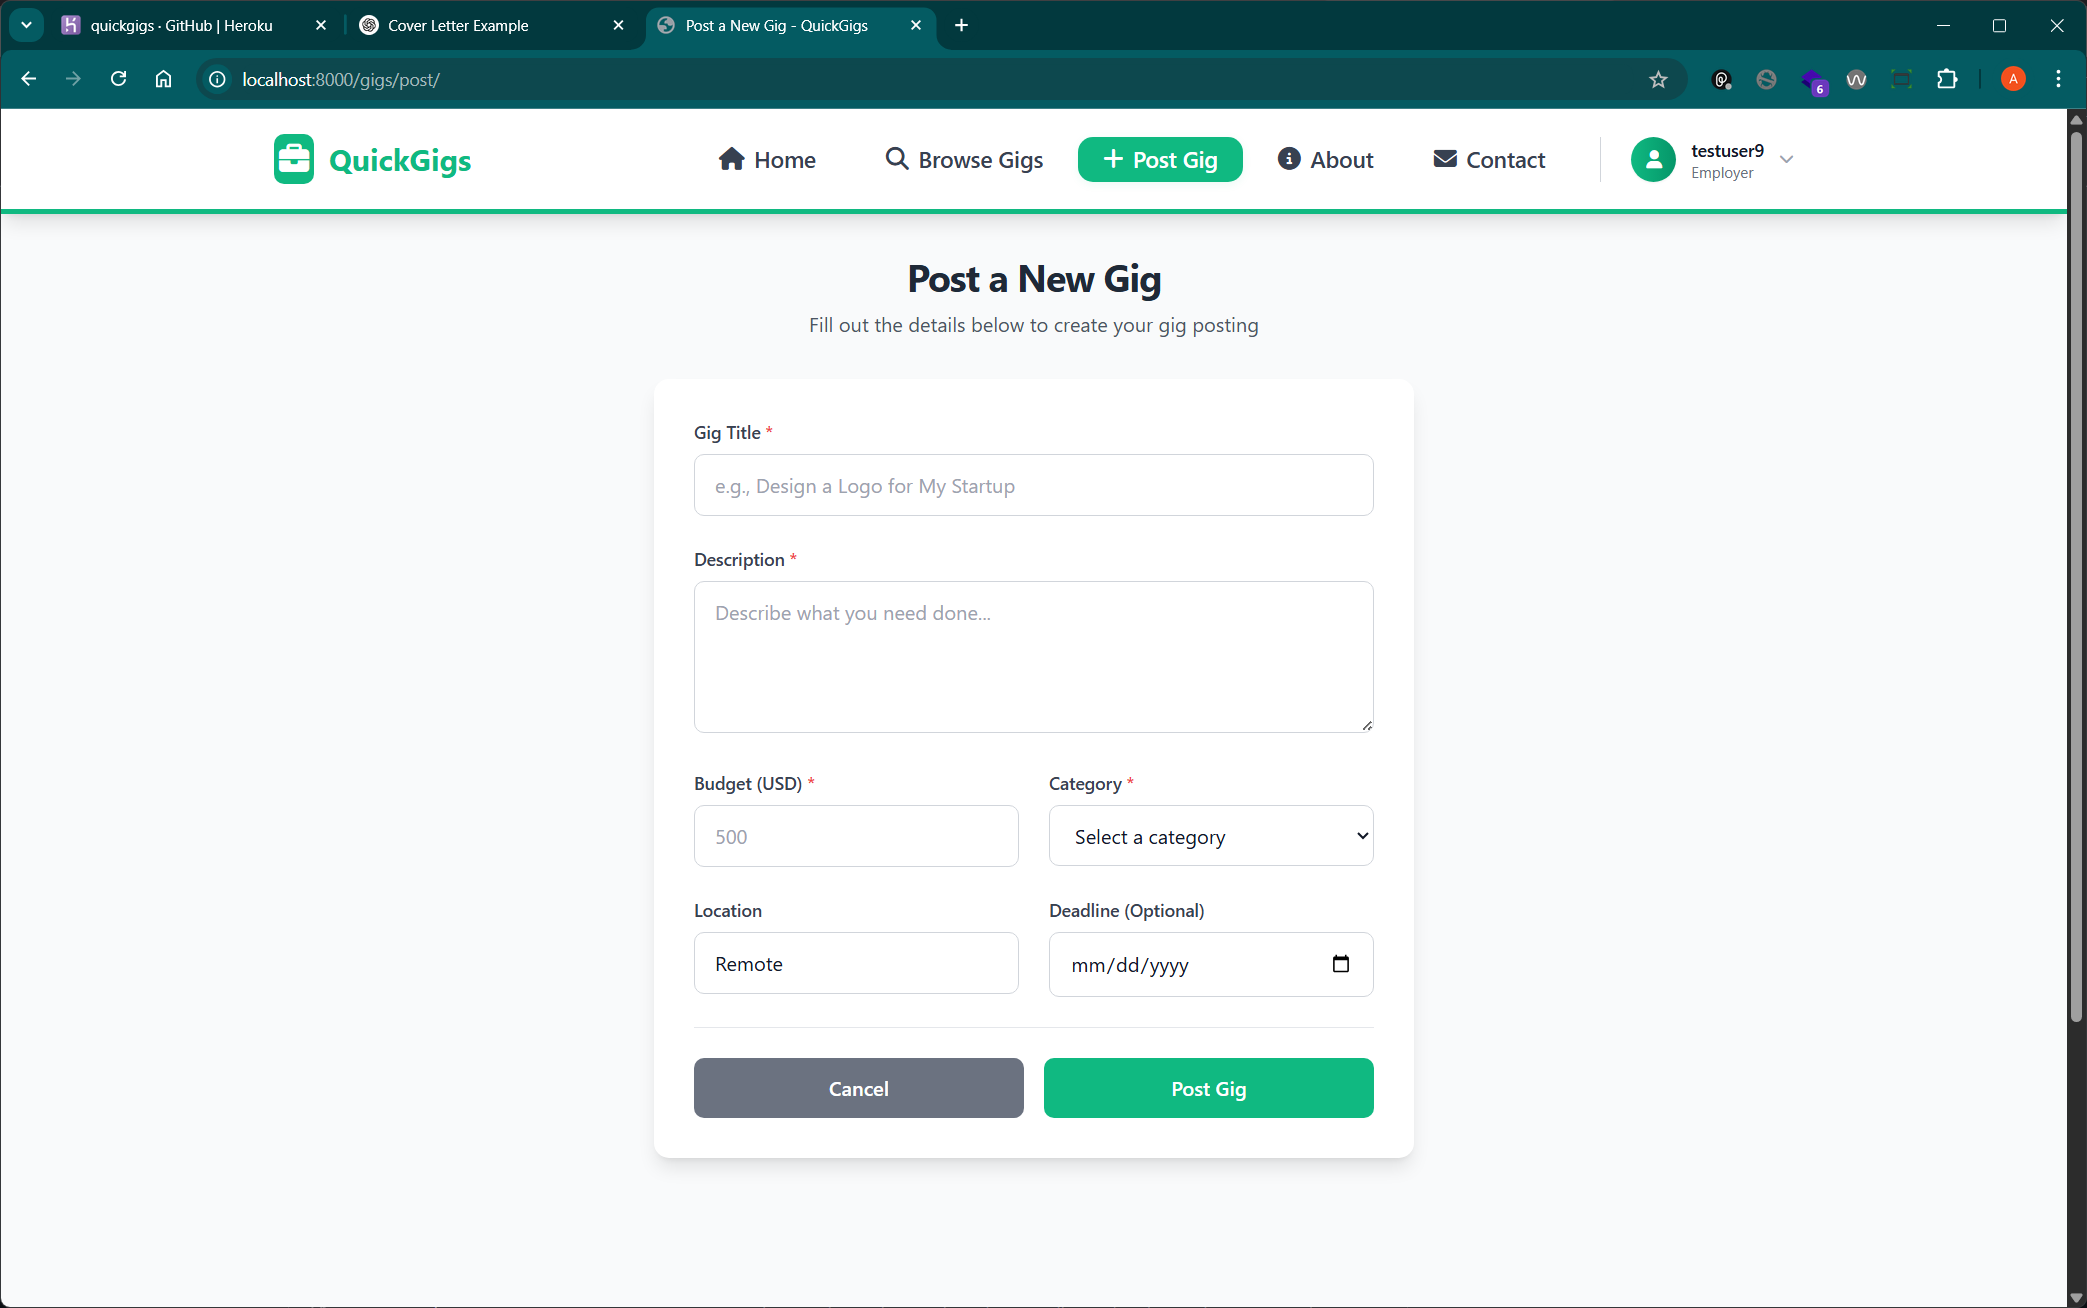 quickgigs · GitHub | Heroku
Cover Letter Example
Post a New Gig - QuickGigs
localhost:8000/gigs/post/
6
A
QuickGigs
Home
Browse Gigs
Post Gig
About
Contact
testuser9
Employer
Post a New Gig
Fill out the details below to create your gig posting
Gig Title *
e.g., Design a Logo for My Startup
Description *
Describe what you need done...
Budget (USD) *
Category *
500
Select a category
Location
Deadline (Optional)
Remote
mm/dd/yyyy
Cancel
Post Gig